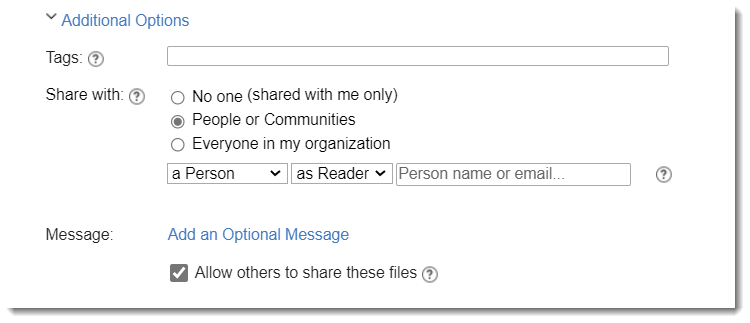 Additional Options
Tags: ?
Share with: ? No one (shared with me only)
People or Communities
Everyone in my organization
a Person as Reader Person name or email... ?
Message: Add an Optional Message
Allow others to share these files ?